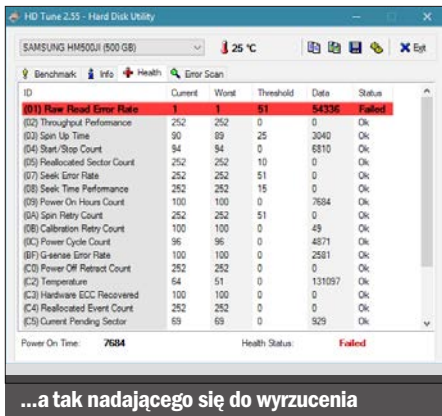 HD Tune 2.55 - Hard Disk Utility
SAMSUNG HM500JI (500 GB) 25 °C Exit
Benchmark Info Health Error Scan
ID Current Worst Threshold Data Status
(01) Raw Read Error Rate 1 1 51 54336 Failed
(02) Throughput Performance 252 252 0 0 Ok
(03) Spin Up Time 90 89 25 3040 Ok
(04) Start/Stop Count 94 94 0 6810 Ok
(05) Reallocated Sector Count 252 252 10 0 Ok
(07) Seek Error Rate 252 252 51 0 Ok
(08) Seek Time Performance 252 252 15 0 Ok
(09) Power On Hours Count 100 100 0 7684 Ok
(0A) Spin Retry Count 252 252 51 0 Ok
(0B) Calibration Retry Count 100 100 0 49 Ok
(0C) Power Cycle Count 96 96 0 4871 Ok
(BF) G-sense Error Rate 100 100 0 2581 Ok
(C0) Power Off Retract Count 252 252 0 0 Ok
(C2) Temperature 64 51 0 131097 Ok
(C3) Hardware ECC Recovered 100 100 0 0 Ok
(C4) Reallocated Event Count 252 252 0 0 Ok
(C5) Current Pending Sector 69 69 0 929 Ok
Power On Time: 7684 Health Status: Failed
...a tak nadającego się do wyrzucenia